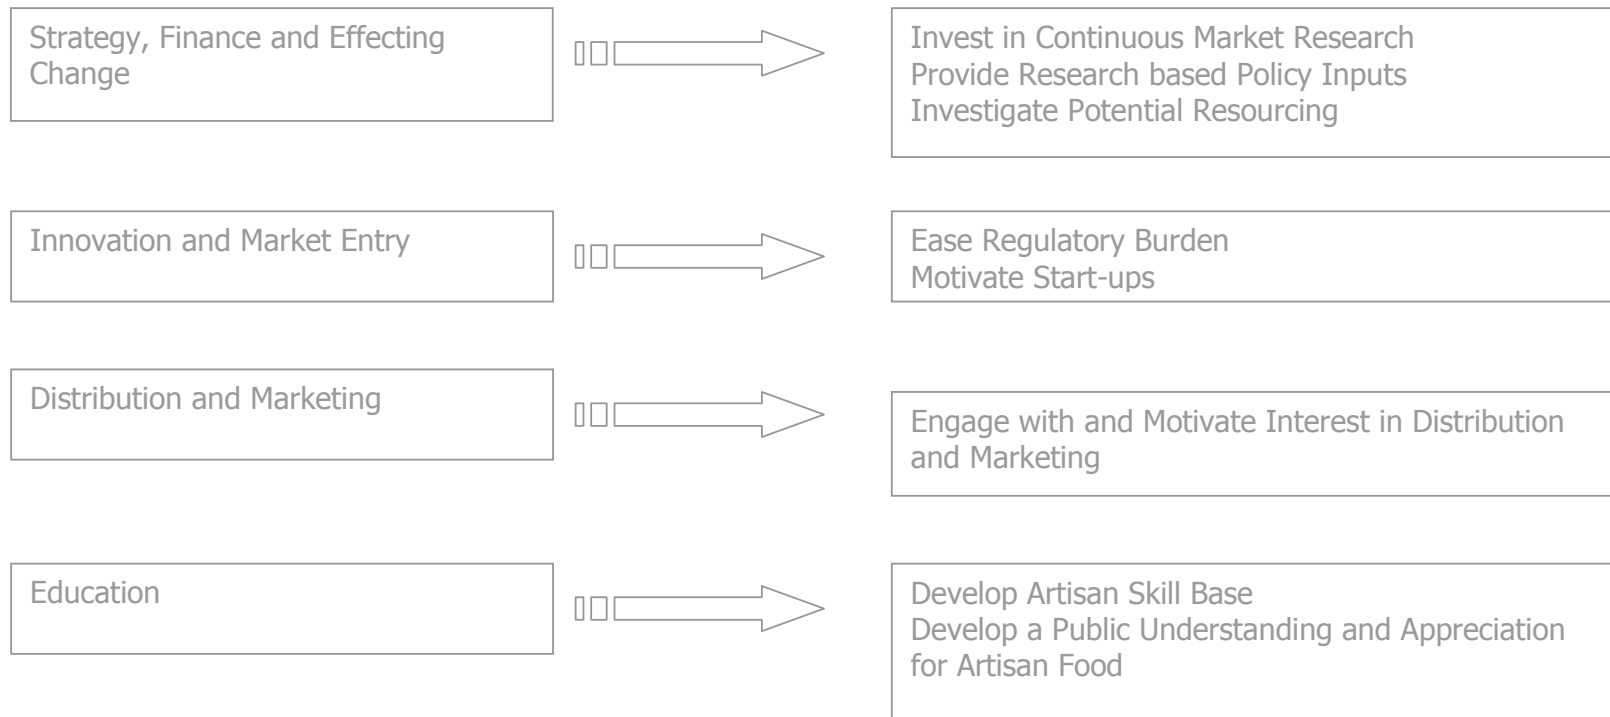 Strategy, Finance and Effecting
Change
Invest in Continuous Market Research
Provide Research based Policy Inputs
Investigate Potential Resourcing
Innovation and Market Entry
Ease Regulatory Burden
Motivate Start-ups
Distribution and Marketing
Engage with and Motivate Interest in Distribution
and Marketing
Education
Develop Artisan Skill Base
Develop a Public Understanding and Appreciation
for Artisan Food